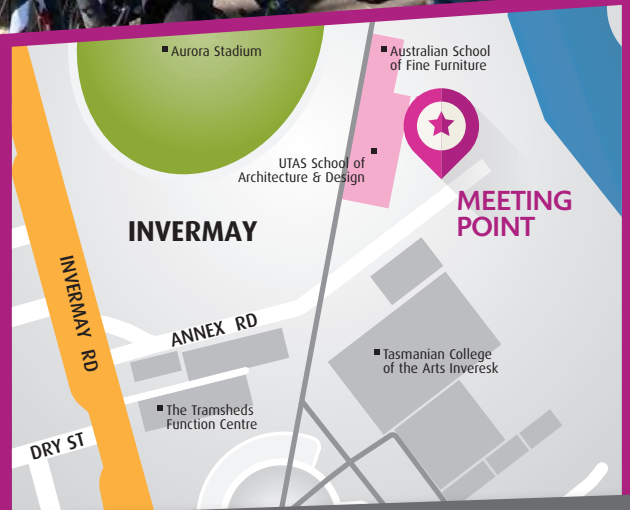 Aurora Stadium
Australian School
of Fine Furniture
UTAS School of
Architecture & Design
MEETING
POINT
INVERMAY
INVERMAY RD
ANNEX RD
Tasmanian College
of the Arts Inveresk
The Tramsheds
Function Centre
DRY ST